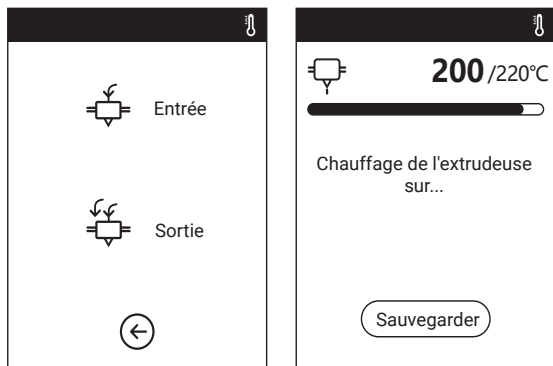 Entrée
Sortie
200/220℃
Chauffage de l'extrudeuse
sur...
Sauvegarder